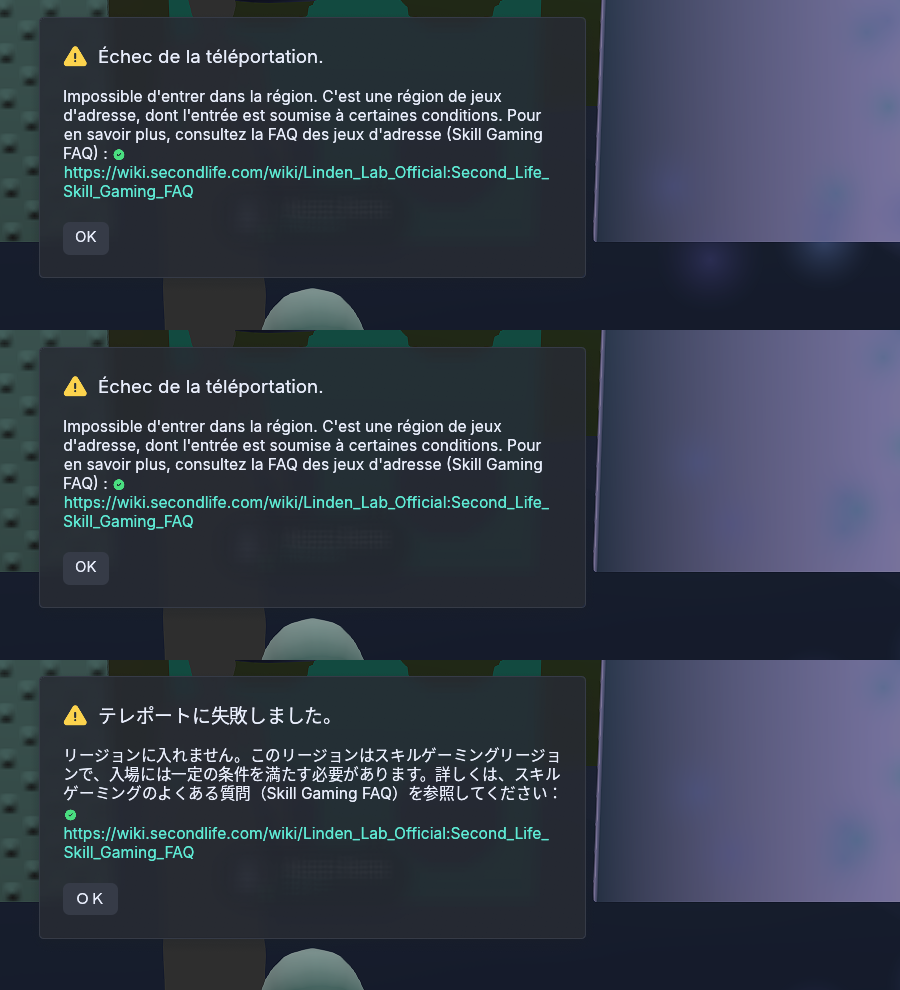 Échec de la téléportation.
Impossible d'entrer dans la région. C'est une région de jeux
d'adresse, dont l'entrée est soumise à certaines conditions. Pour
en savoir plus, consultez la FAQ des jeux d'adresse (Skill Gaming
FAQ) :
https://wiki.secondlife.com/wiki/Linden_Lab_Official:Second_Life_
Skill_Gaming_FAQ
OK
Échec de la téléportation.
Impossible d'entrer dans la région. C'est une région de jeux
d'adresse, dont l'entrée est soumise à certaines conditions. Pour
en savoir plus, consultez la FAQ des jeux d'adresse (Skill Gaming
FAQ) :
https://wiki.secondlife.com/wiki/Linden_Lab_Official:Second_Life_
Skill_Gaming_FAQ
OK
テレポートに失敗しました。
リージョンに入れません。このリージョンはスキルゲーミングリージョ
ンで、入場には一定の条件を満たす必要があります。詳しくは、スキル
ゲーミングのよくある質問（Skill Gaming FAQ）を参照してください：
https://wiki.secondlife.com/wiki/Linden_Lab_Official:Second_Life_
Skill_Gaming_FAQ
ＯＫ